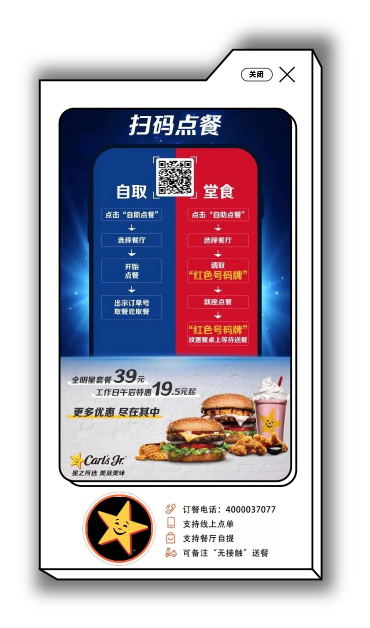 关闭
扫码点餐
自取
点击“自助点餐”
选择餐厅
开始
点餐
出示订单号
取餐处取餐
堂食
点击“自助点餐”
选择餐厅
请取
“红色号码牌”
就座点餐
“红色号码牌”
放置餐桌上等待送餐
全明星套餐39元
工作日午后特惠19.5元起
更多优惠 尽在其中
Carl's Jr.
星之所选 美滋美味
订餐电话：4000037077
支持线上点单
支持餐厅自提
可备注“无接触”送餐